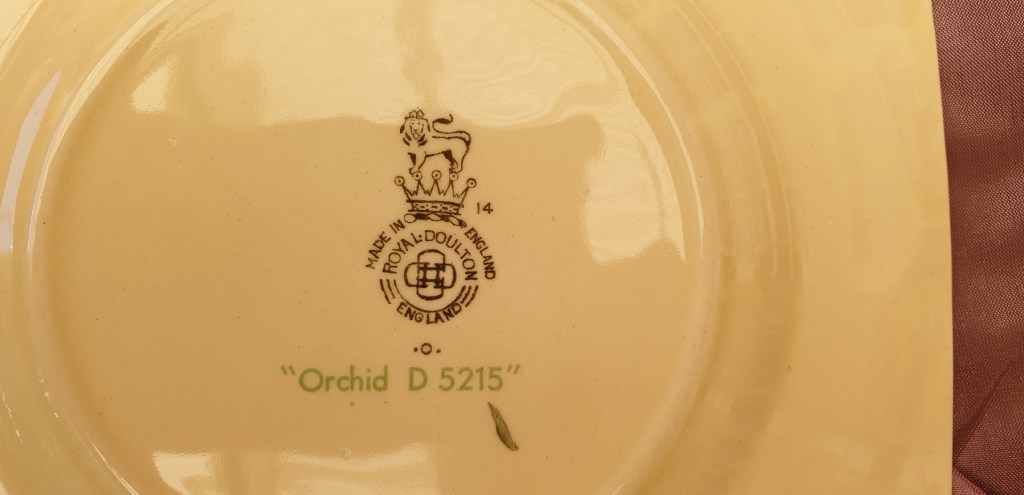 14
MADE IN ENGLAND
ROYAL·DOULTON
ENGLAND
·O·
"Orchid D 5215"